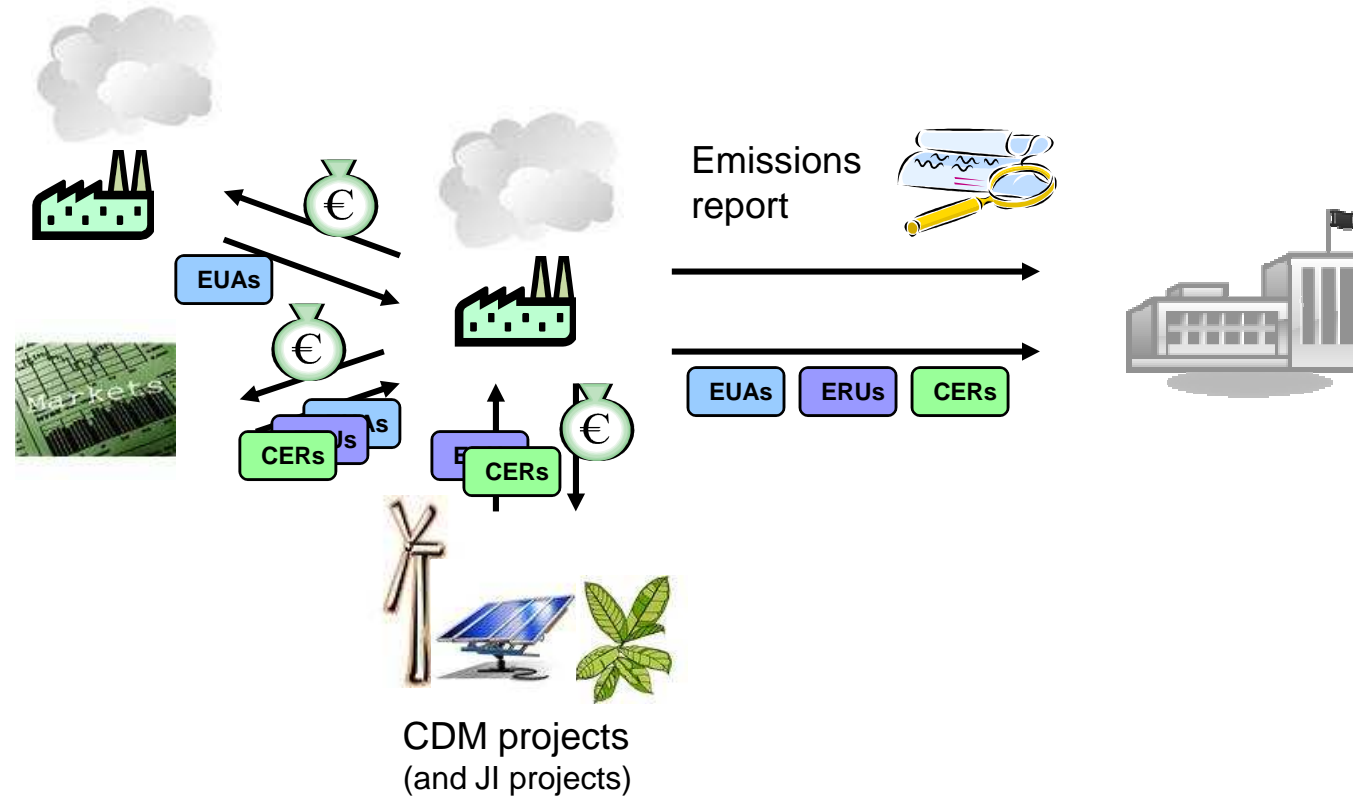 Emissions
report
€
EUAs
€
Markets
CERs
CERs
€
EUAs
ERUs
CERs
CDM projects
(and JI projects)